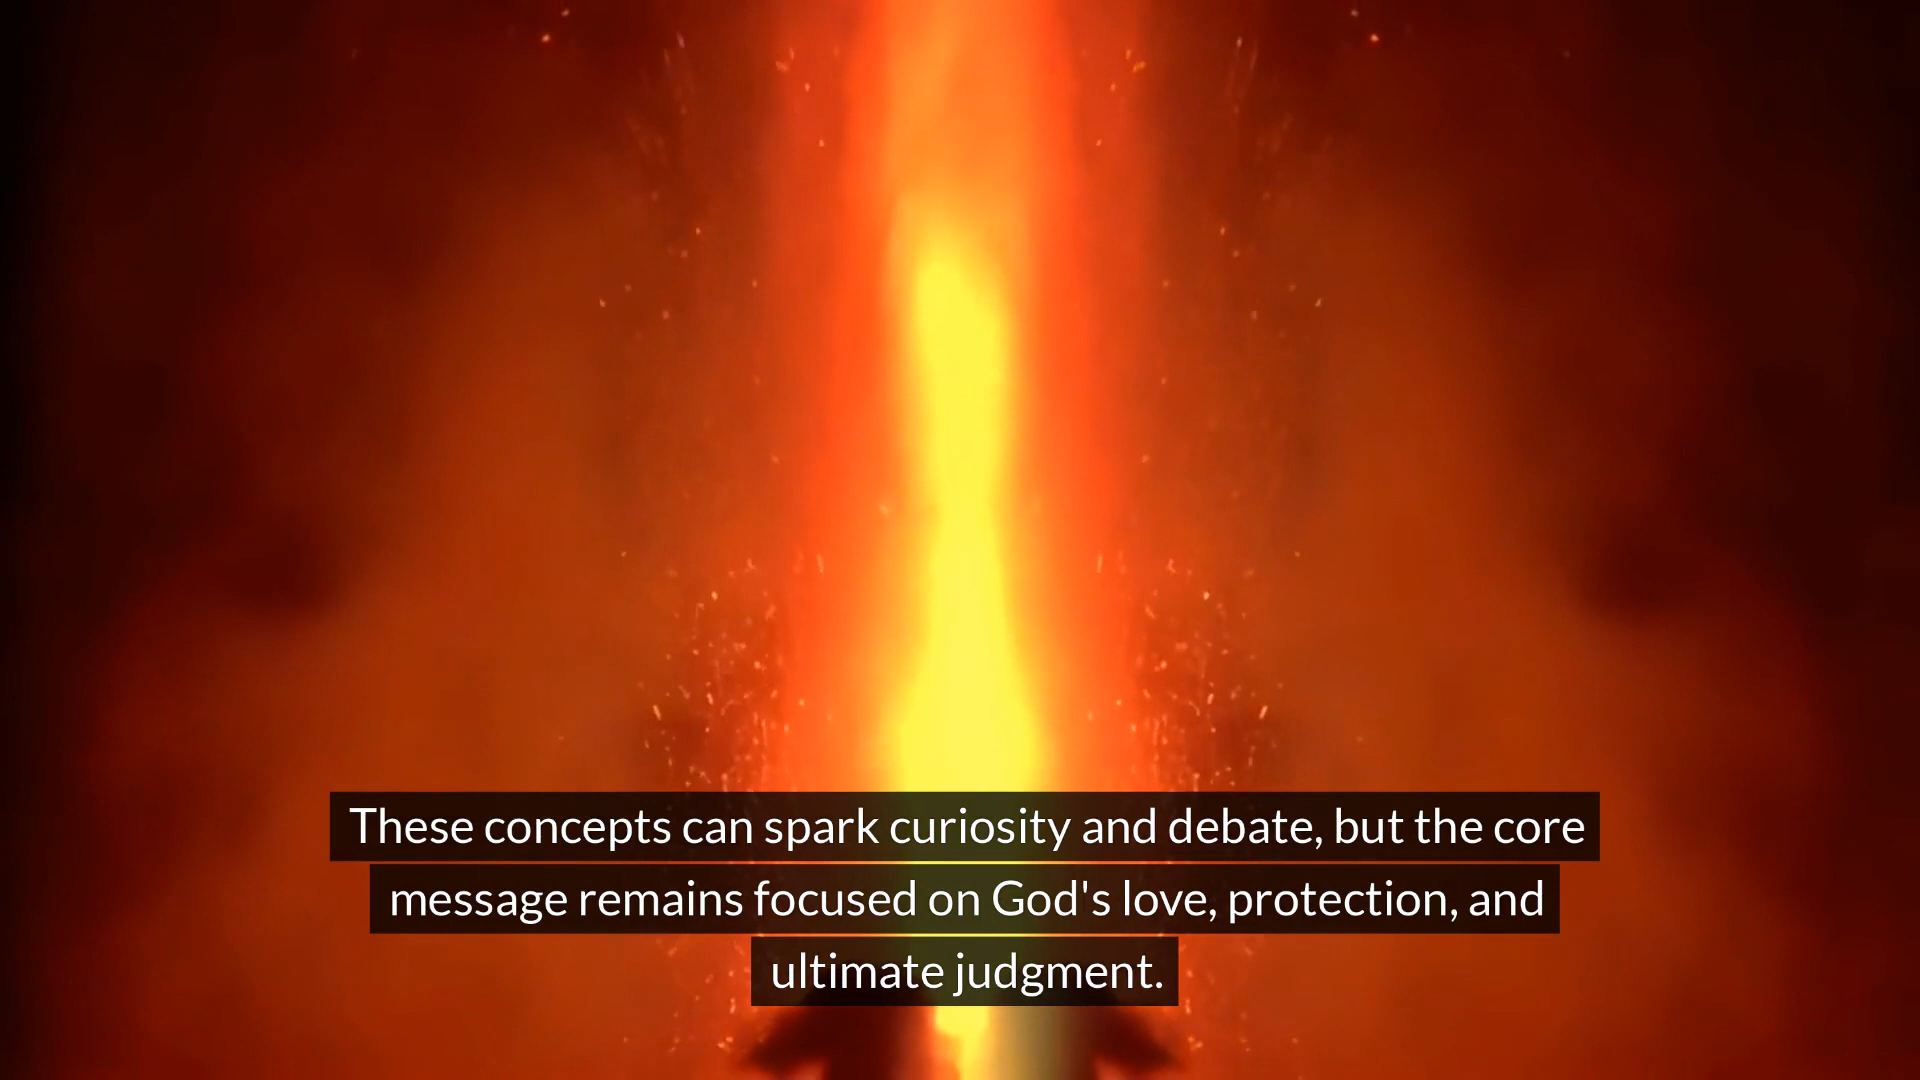 These concepts can spark curiosity and debate, but the core
message remains focused on God's love, protection, and
ultimate judgment.